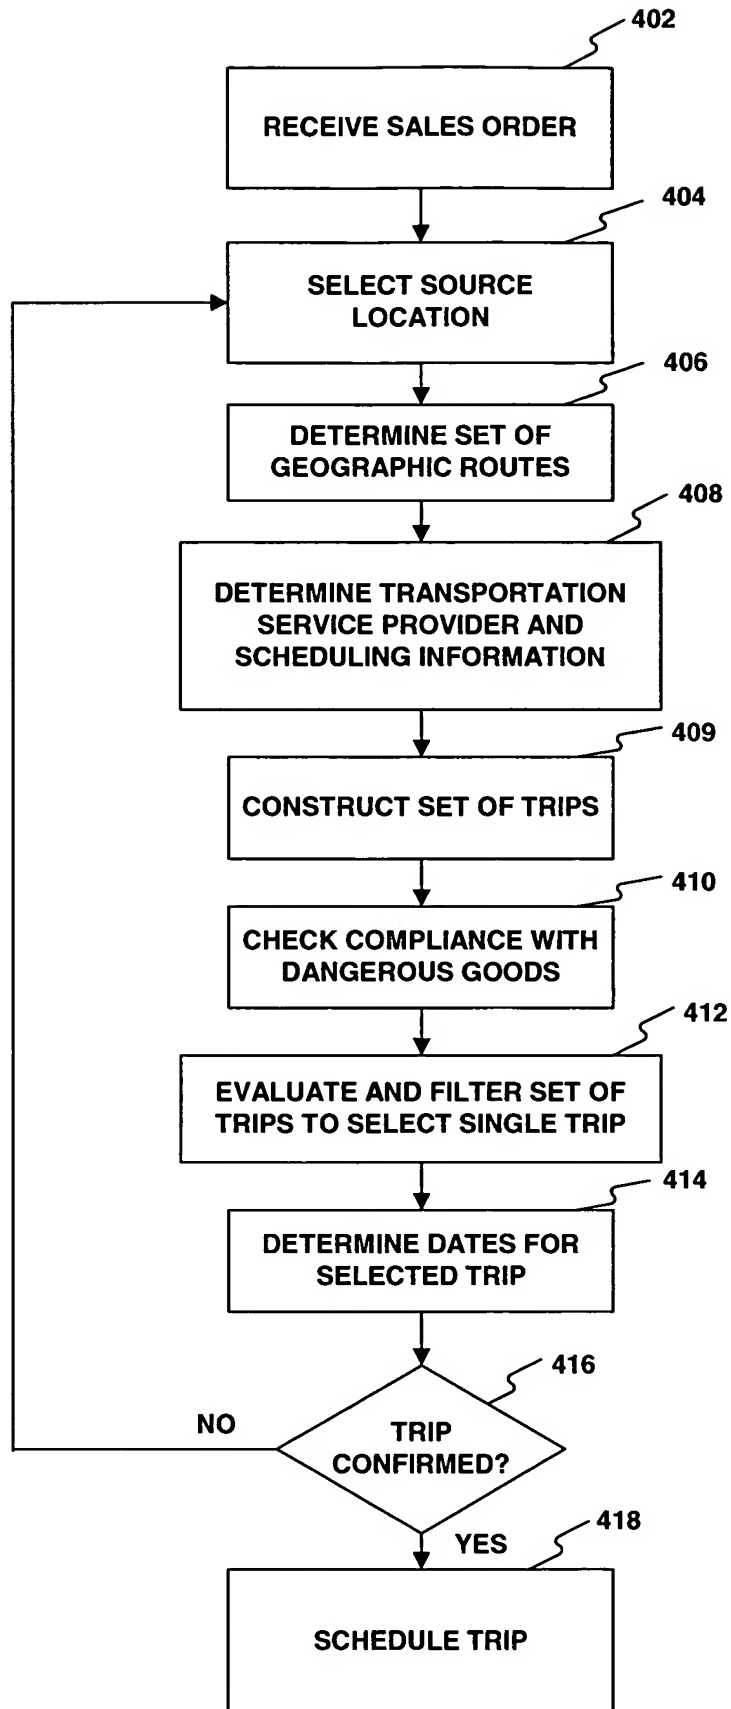 402
RECEIVE SALES ORDER
404
SELECT SOURCE
LOCATION
406
DETERMINE SET OF
GEOGRAPHIC ROUTES
408
DETERMINE TRANSPORTATION
SERVICE PROVIDER AND
SCHEDULING INFORMATION
409
CONSTRUCT SET OF TRIPS
410
CHECK COMPLIANCE WITH
DANGEROUS GOODS
412
EVALUATE AND FILTER SET OF
TRIPS TO SELECT SINGLE TRIP
414
DETERMINE DATES FOR
SELECTED TRIP
416
NO
TRIP
CONFIRMED?
YES
418
SCHEDULE TRIP